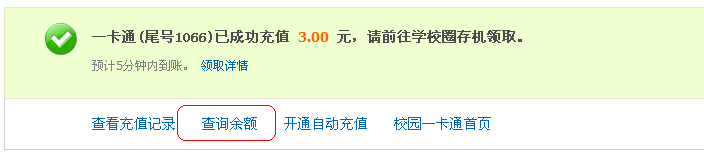 一卡通(尾号1066)已成功充值 3.00 元，请前往学校圈存机领取。
预计5分钟内到账。 领取详情
查看充值记录 查询余额 开通自动充值 校园一卡通首页